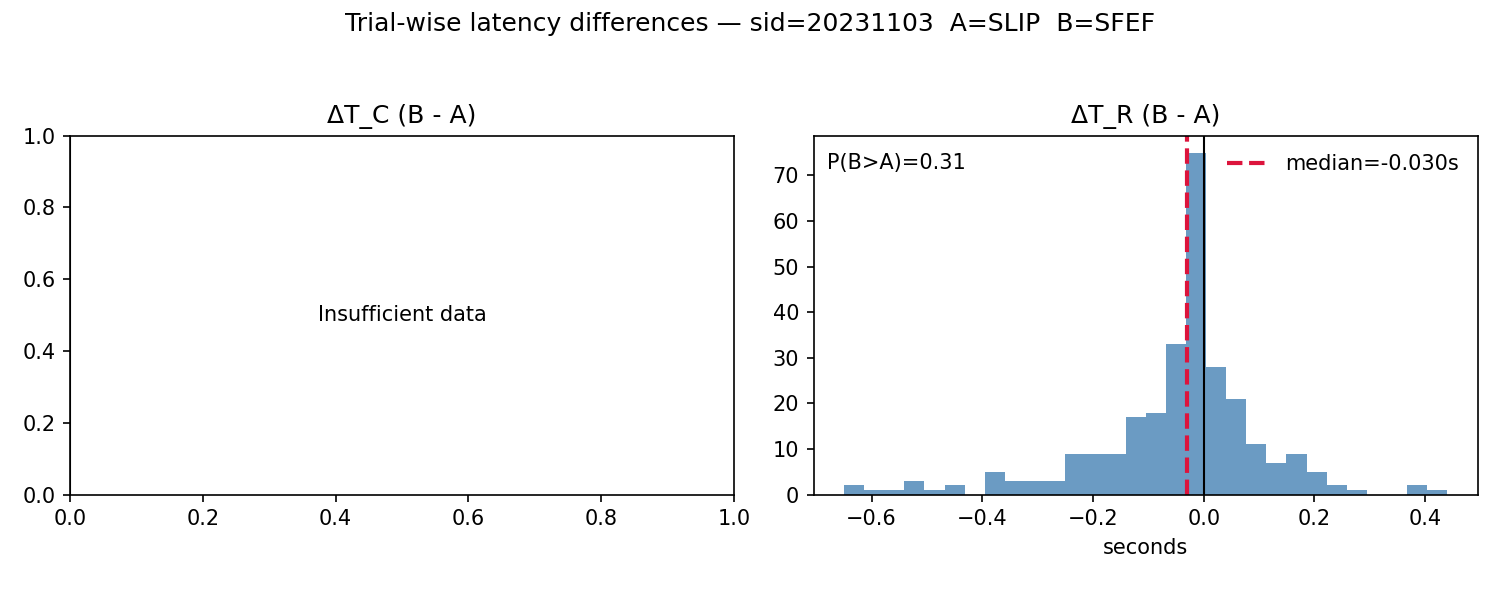 Trial-wise latency differences — sid=20231103  A=SLIP  B=SFEF
ΔT_C (B - A)
1.0
0.8
0.6
0.4
0.2
0.0
Insufficient data
0.0 0.2 0.4 0.6 0.8 1.0
ΔT_R (B - A)
P(B>A)=0.31
median=-0.030s
70
60
50
40
30
20
10
0
−0.6 −0.4 −0.2 0.0 0.2 0.4
seconds